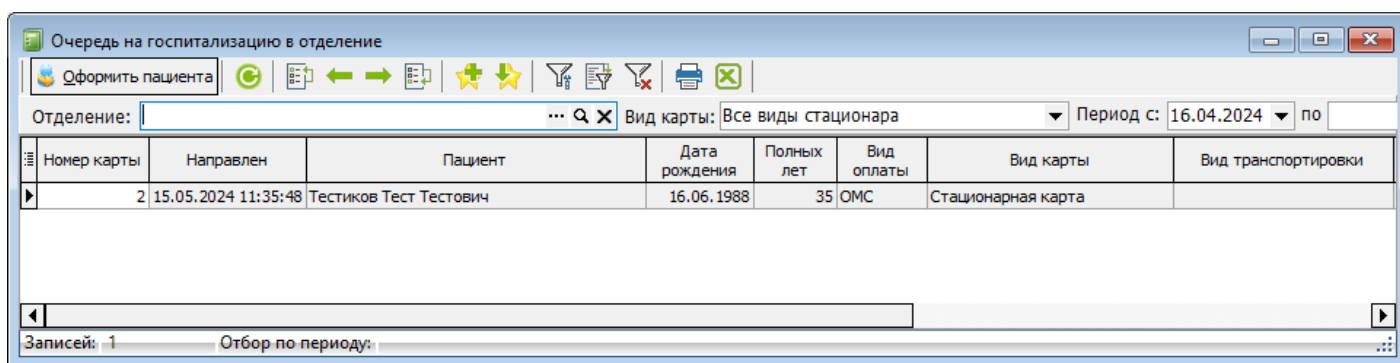 Очередь на госпитализацию в отделение
Оформить пациента
Отделение: Вид карты: Все виды стационара Период с: 16.04.2024 по
Номер карты Направлен Пациент Дата рождения Полных лет Вид оплаты Вид карты Вид транспортировки
2 15.05.2024 11:35:48 Тестиков Тест Тестович 16.06.1988 35 ОМС Стационарная карта
Записей: 1 Отбор по периоду: